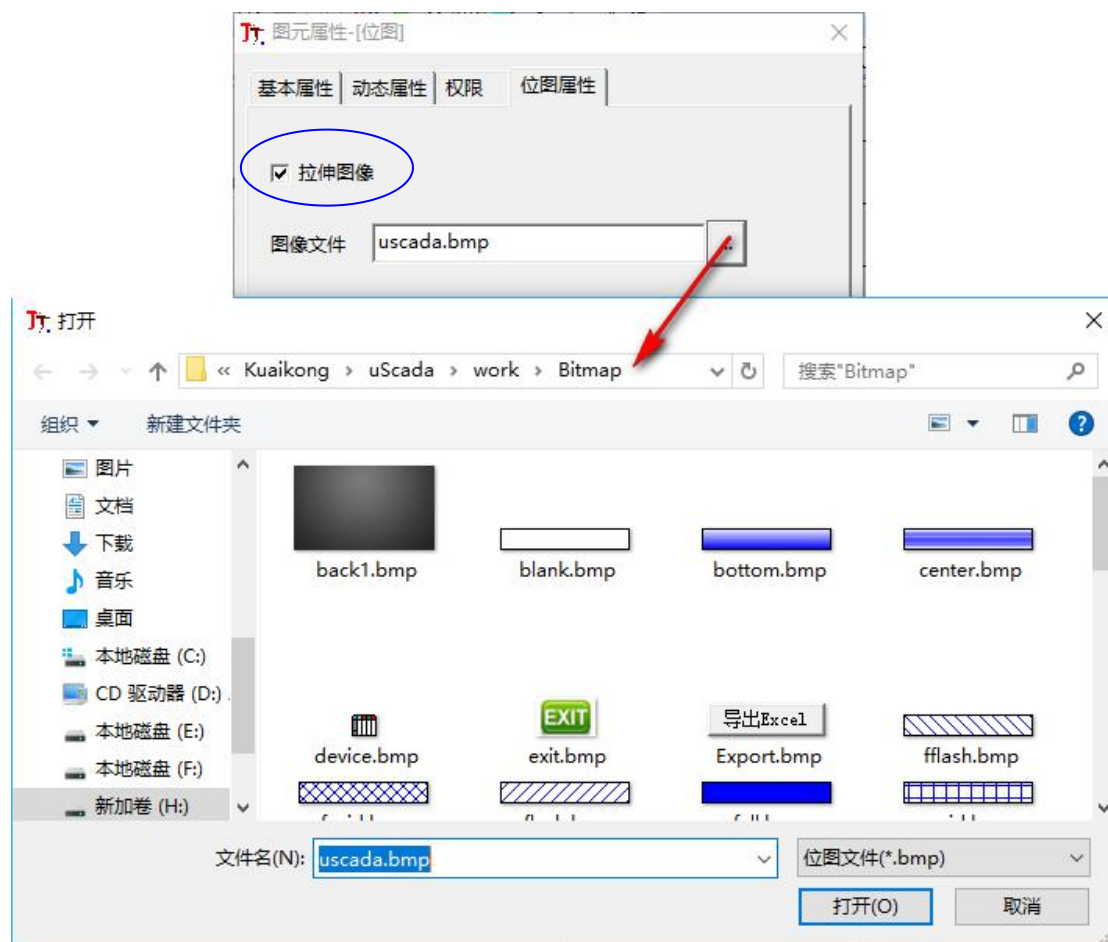 图元属性-[位图]
基本属性 动态属性 权限 位图属性
拉伸图像
图像文件 uscada.bmp ..
打开
« Kuaikong › uScada › work › Bitmap 搜索"Bitmap"
组织 新建文件夹
图片
文档
下载
音乐
桌面
本地磁盘 (C:)
CD 驱动器 (D:)
本地磁盘 (E:)
本地磁盘 (F:)
新加卷 (H:)
back1.bmp blank.bmp bottom.bmp center.bmp
EXIT 导出Excel
device.bmp exit.bmp Export.bmp fflash.bmp
文件名(N): uscada.bmp 位图文件(*.bmp)
打开(O) 取消